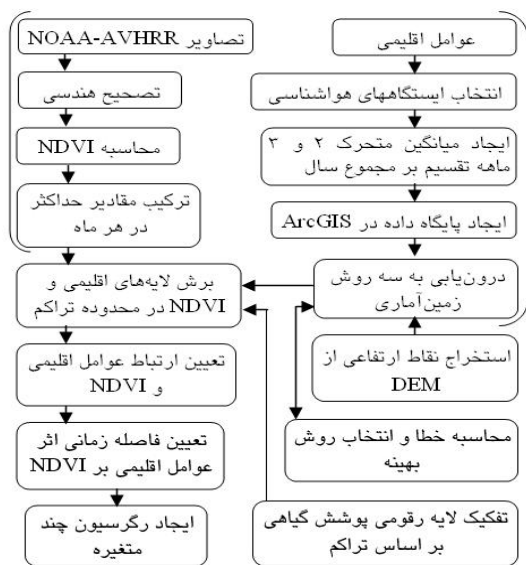 عوامل اقلیمی
انتخاب ایستگاههای هواشناسی
ایجاد میانگین متحرک ۲ و ۳
ماهه تقسیم بر مجموع سال
ایجاد پایگاه داده در ArcGIS
درون‌یابی به سه روش
زمین‌آماری
استخراج نقاط ارتفاعی از
DEM
محاسبه خطا و انتخاب روش
بهینه
تفکیک لایه رقومی پوشش گیاهی
بر اساس تراکم
تصاویر NOAA-AVHRR
تصحیح هندسی
محاسبه NDVI
ترکیب مقادیر حداکثر
در هر ماه
برش لایه‌های اقلیمی و
NDVI در محدوده تراکم
تعیین ارتباط عوامل اقلیمی
و NDVI
تعیین فاصله زمانی اثر
عوامل اقلیمی بر NDVI
ایجاد رگرسیون چند
متغیره